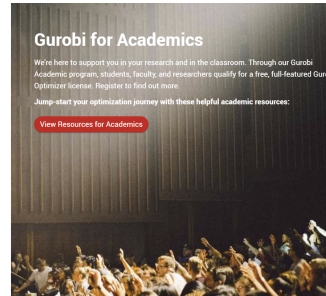 Gurobi for Academics
We're here to support you in your research and in the classroom. Through our Gurobi
Academic program, students, faculty, and researchers qualify for a free, full-featured
Optimizer license. Register to find out more.
Jump-start your optimization journey with these helpful academic resources:
View Resources for Academics